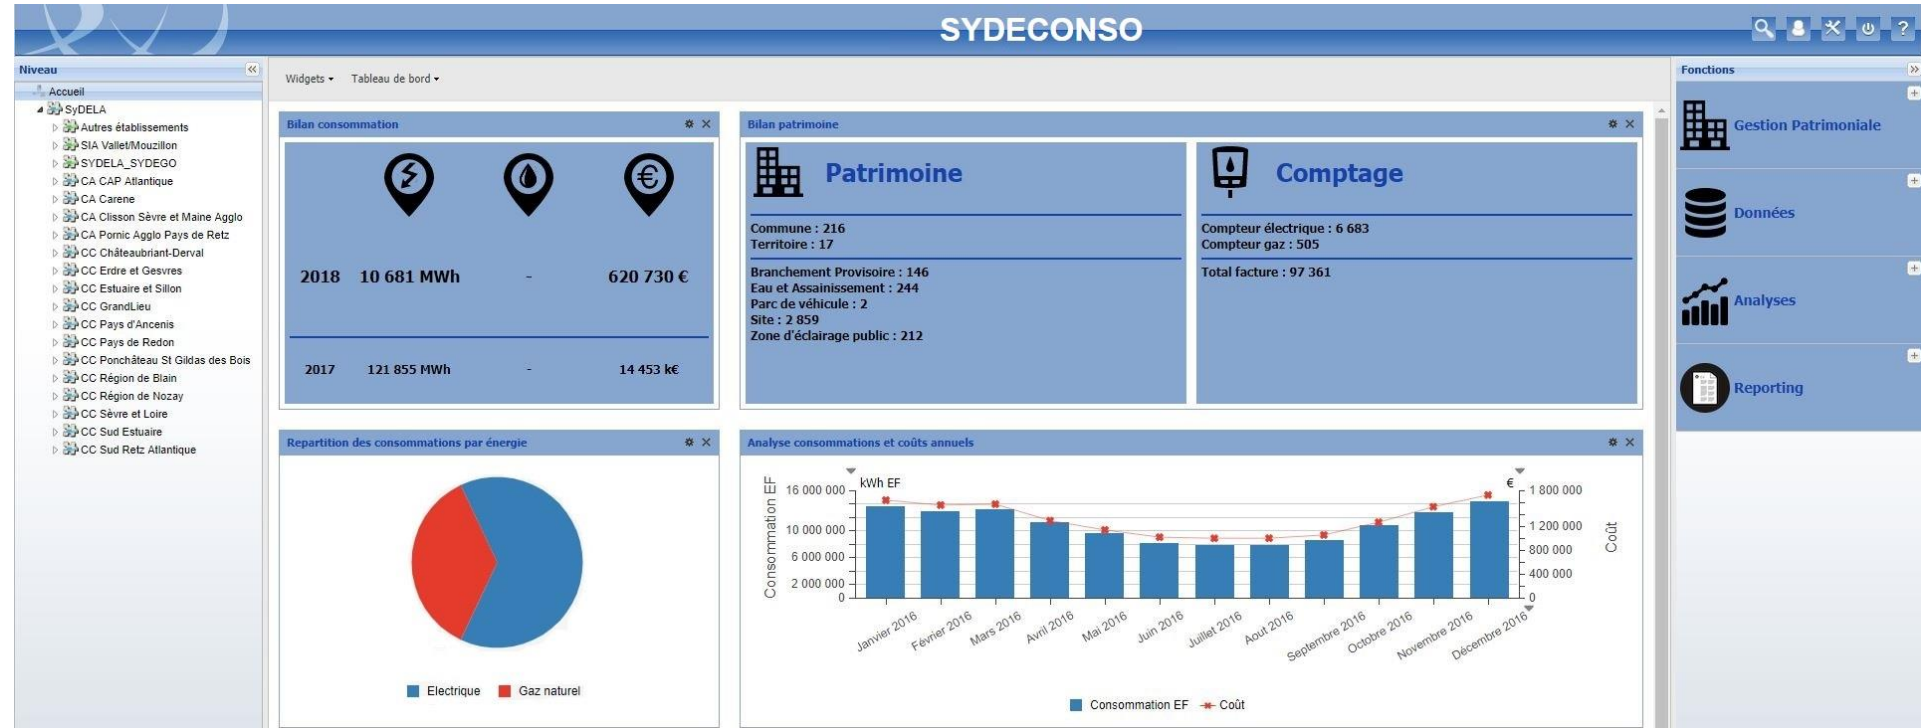 SYDECONSO
?
Niveau
Accueil
SyDELA
Autres établissements
SIA Vallet/Mouzillon
SYDELA_SYDEGO
CA CAP Atlantique
CA Carene
CA Clisson Sèvre et Maine Agglo
CA Pornic Agglo Pays de Retz
CC Châteaubriant-Derval
CC Erdre et Gesvres
CC Estuaire et Sillon
CC GrandLieu
CC Pays d'Ancenis
CC Pays de Redon
CC Ponchâteau St Gildas des Bois
CC Région de Blain
CC Région de Nozay
CC Sèvre et Loire
CC Sud Estuaire
CC Sud Retz Atlantique
Widgets Tableau de bord
Bilan consommation
€
2018 10 681 MWh - 620 730 €
2017 121 855 MWh - 14 453 k€
Bilan patrimoine
Patrimoine
Commune : 216
Territoire : 17
Branchement Provisoire : 146
Eau et Assainissement : 244
Parc de véhicule : 2
Site : 2 859
Zone d'éclairage public : 212
Comptage
Compteur électrique : 6 683
Compteur gaz : 505
Total facture : 97 361
Repartition des consommations par énergie
Electrique Gaz naturel
Analyse consommations et coûts annuels
Consommation EF
kWh EF
16 000 000
10 000 000
6 000 000
2 000 000
0
€
1 800 000
1 200 000
800 000
400 000
0
Coût
Janvier 2016
Février 2016
Mars 2016
Avril 2016
Mai 2016
Juin 2016
Juillet 2016
Aout 2016
Septembre 2016
Octobre 2016
Novembre 2016
Décembre 2016
Consommation EF Coût
Fonctions
Gestion Patrimoniale
Données
Analyses
Reporting